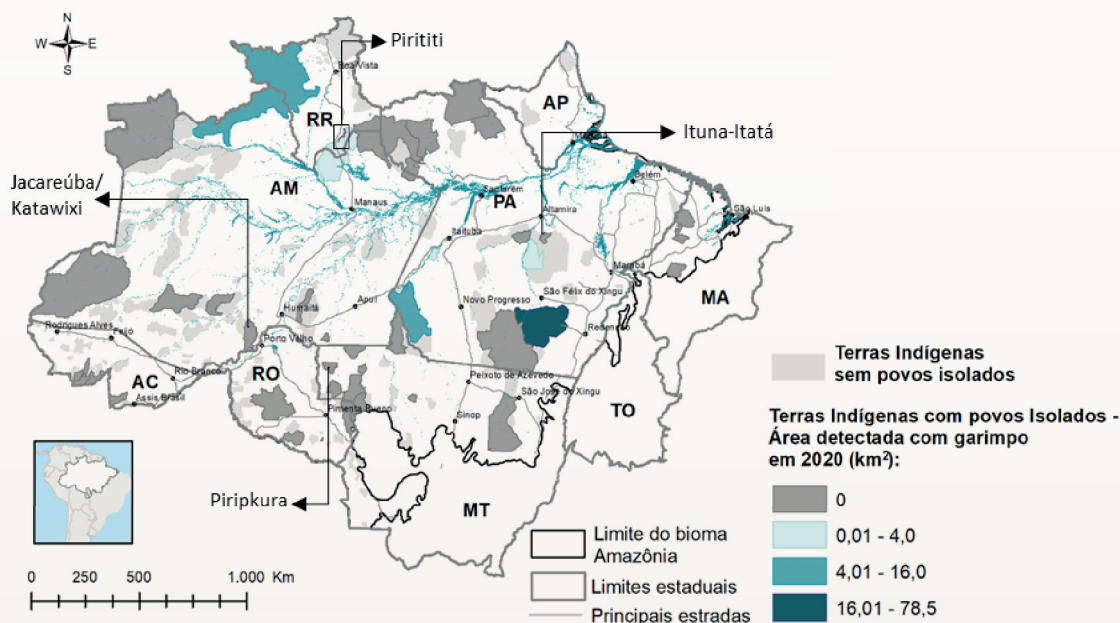 N
W E
S
Pirititi
Boa Vista
RR
AP
Macapá
Ituna-Itatá
Jacareúba/
Katawixi
AM
Manaus
Santarém
PA
Belém
Altamira
São Luís
Itaituba
Marabá
MA
Humaitá
Apuí
Novo Progresso
São Félix do Xingu
Redenção
Rodrigues Alves
Feijó
Porto Velho
AC
Rio Branco
Assis Brasil
RO
Peixoto de Azevedo
São José do Xingu
Pimenta Bueno
Sinop
TO
Piripkura
MT
Terras Indígenas
sem povos isolados
Terras Indígenas com povos Isolados -
Área detectada com garimpo
em 2020 (km²):
0
0,01 - 4,0
4,01 - 16,0
16,01 - 78,5
Limite do bioma
Amazônia
Limites estaduais
Principais estradas
0 250 500 1.000 Km